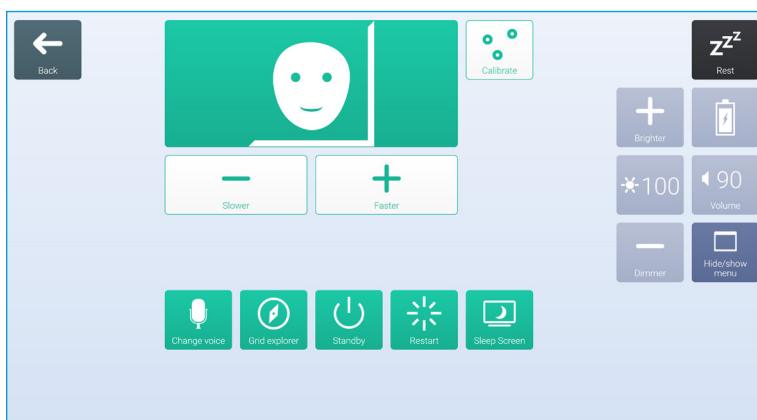 Back
Calibrate
zzz
Rest
Brighter
Slower
Faster
100
90
Volume
Dimmer
Hide/show
menu
Change voice
Grid explorer
Standby
Restart
Sleep Screen